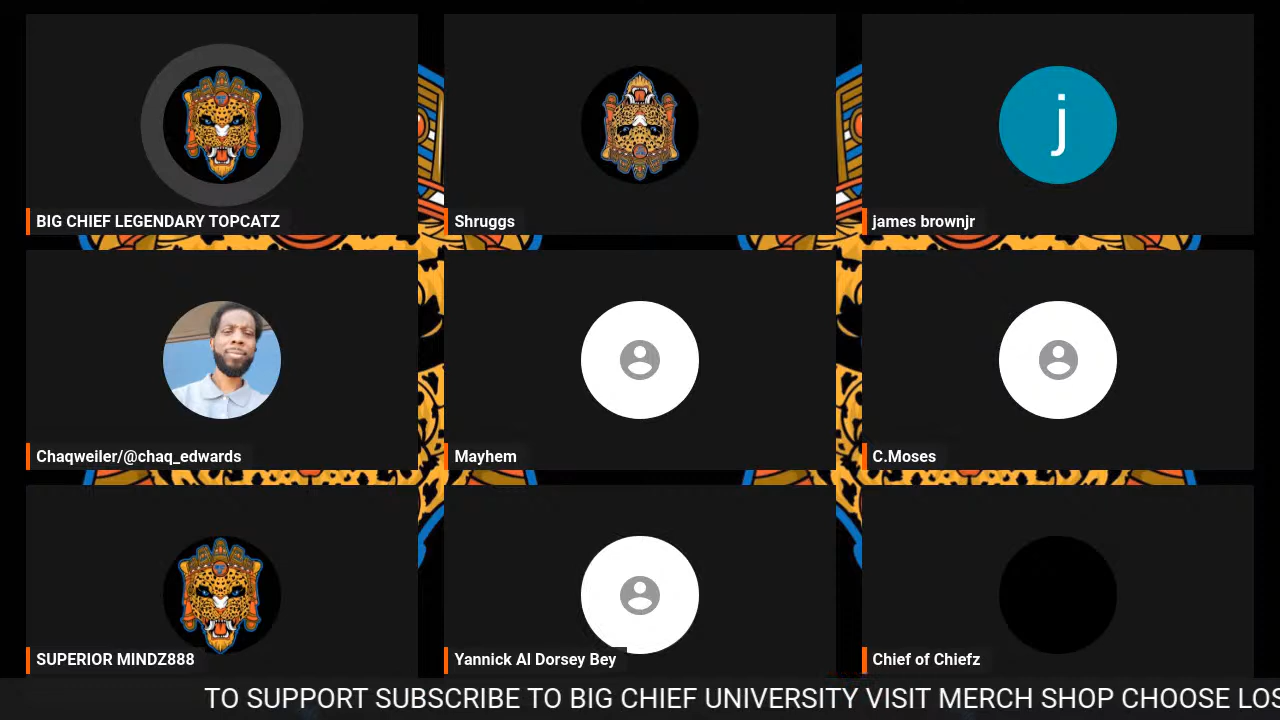 j
BIG CHIEF LEGENDARY TOPCATZ
Shruggs
james brownjr
Chaqweiler/@chaq_edwards
Mayhem
C.Moses
SUPERIOR MINDZ888
Yannick Al Dorsey Bey
Chief of Chiefz
TO SUPPORT SUBSCRIBE TO BIG CHIEF UNIVERSITY VISIT MERCH SHOP CHOOSE LOS